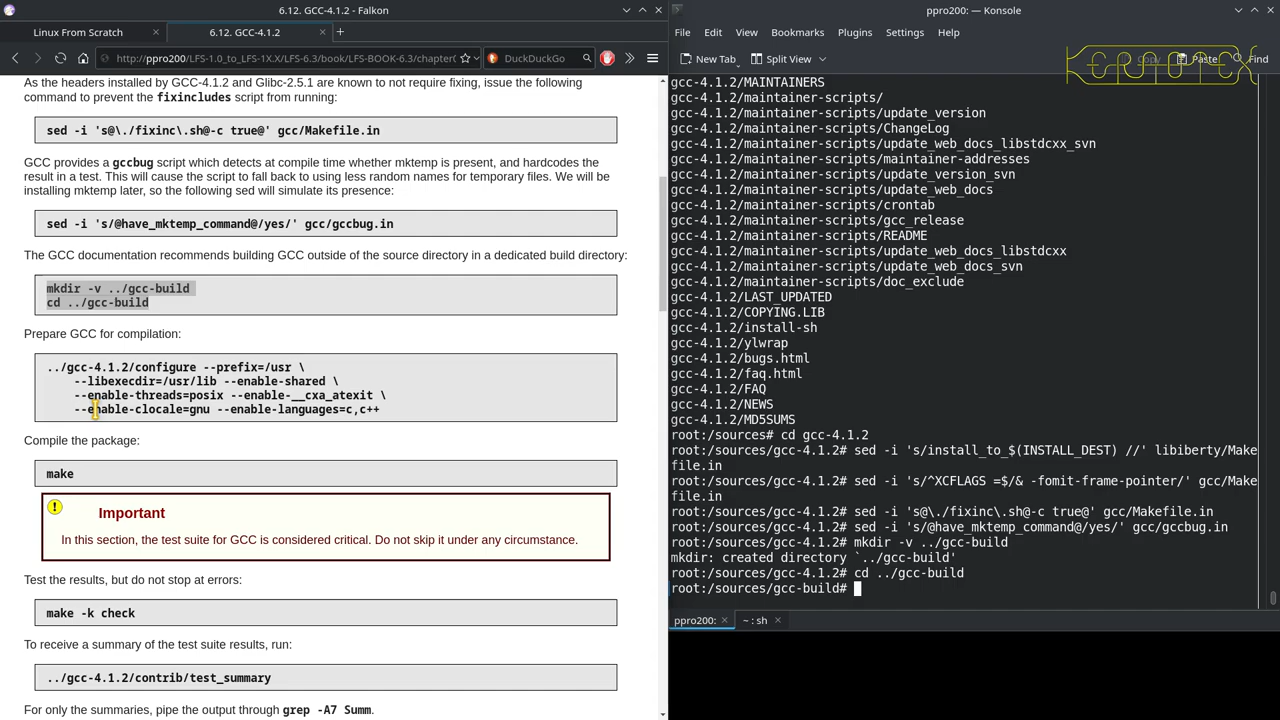 6.12. GCC-4.1.2 - Falkon
Linux From Scratch
6.12. GCC-4.1.2
http://ppro200/LFS-1.0_to_LFS-1X.X/LFS-6.3/book/LFS-BOOK-6.3/chapter0
DuckDuckGo
As the headers installed by GCC-4.1.2 and Glibc-2.5.1 are known to not require fixing, issue the following
command to prevent the fixincludes script from running:
sed -i 's@\./fixinc\.sh@-c true@' gcc/Makefile.in
GCC provides a gccbug script which detects at compile time whether mktemp is present, and hardcodes the
result in a test. This will cause the script to fall back to using less random names for temporary files. We will be
installing mktemp later, so the following sed will simulate its presence:
sed -i 's/@have_mktemp_command@/yes/' gcc/gccbug.in
The GCC documentation recommends building GCC outside of the source directory in a dedicated build directory:
mkdir -v ../gcc-build
cd ../gcc-build
Prepare GCC for compilation:
../gcc-4.1.2/configure --prefix=/usr \
--libexecdir=/usr/lib --enable-shared \
--enable-threads=posix --enable-__cxa_atexit \
--enable-clocale=gnu --enable-languages=c,c++
Compile the package:
make
Important
In this section, the test suite for GCC is considered critical. Do not skip it under any circumstance.
Test the results, but do not stop at errors:
make -k check
To receive a summary of the test suite results, run:
../gcc-4.1.2/contrib/test_summary
For only the summaries, pipe the output through grep -A7 Summ.
ppro200: — Konsole
File Edit View Bookmarks Plugins Settings Help
New Tab Split View Copy Paste Find
gcc-4.1.2/MAINTAINERS
gcc-4.1.2/maintainer-scripts/
gcc-4.1.2/maintainer-scripts/update_version
gcc-4.1.2/maintainer-scripts/ChangeLog
gcc-4.1.2/maintainer-scripts/update_web_docs_libstdcxx_svn
gcc-4.1.2/maintainer-scripts/maintainer-addresses
gcc-4.1.2/maintainer-scripts/update_version_svn
gcc-4.1.2/maintainer-scripts/update_web_docs
gcc-4.1.2/maintainer-scripts/crontab
gcc-4.1.2/maintainer-scripts/gcc_release
gcc-4.1.2/maintainer-scripts/README
gcc-4.1.2/maintainer-scripts/update_web_docs_libstdcxx
gcc-4.1.2/maintainer-scripts/update_web_docs_svn
gcc-4.1.2/maintainer-scripts/doc_exclude
gcc-4.1.2/LAST_UPDATED
gcc-4.1.2/COPYING.LIB
gcc-4.1.2/install-sh
gcc-4.1.2/ylwrap
gcc-4.1.2/bugs.html
gcc-4.1.2/faq.html
gcc-4.1.2/FAQ
gcc-4.1.2/NEWS
gcc-4.1.2/MD5SUMS
root:/sources# cd gcc-4.1.2
root:/sources/gcc-4.1.2# sed -i 's/install_to_$(INSTALL_DEST) //' libiberty/Make
file.in
root:/sources/gcc-4.1.2# sed -i 's/^XCFLAGS =$/& -fomit-frame-pointer/' gcc/Make
file.in
root:/sources/gcc-4.1.2# sed -i 's@\./fixinc\.sh@-c true@' gcc/Makefile.in
root:/sources/gcc-4.1.2# sed -i 's/@have_mktemp_command@/yes/' gcc/gccbug.in
root:/sources/gcc-4.1.2# mkdir -v ../gcc-build
mkdir: created directory `../gcc-build'
root:/sources/gcc-4.1.2# cd ../gcc-build
root:/sources/gcc-build#
ppro200: ~ : sh